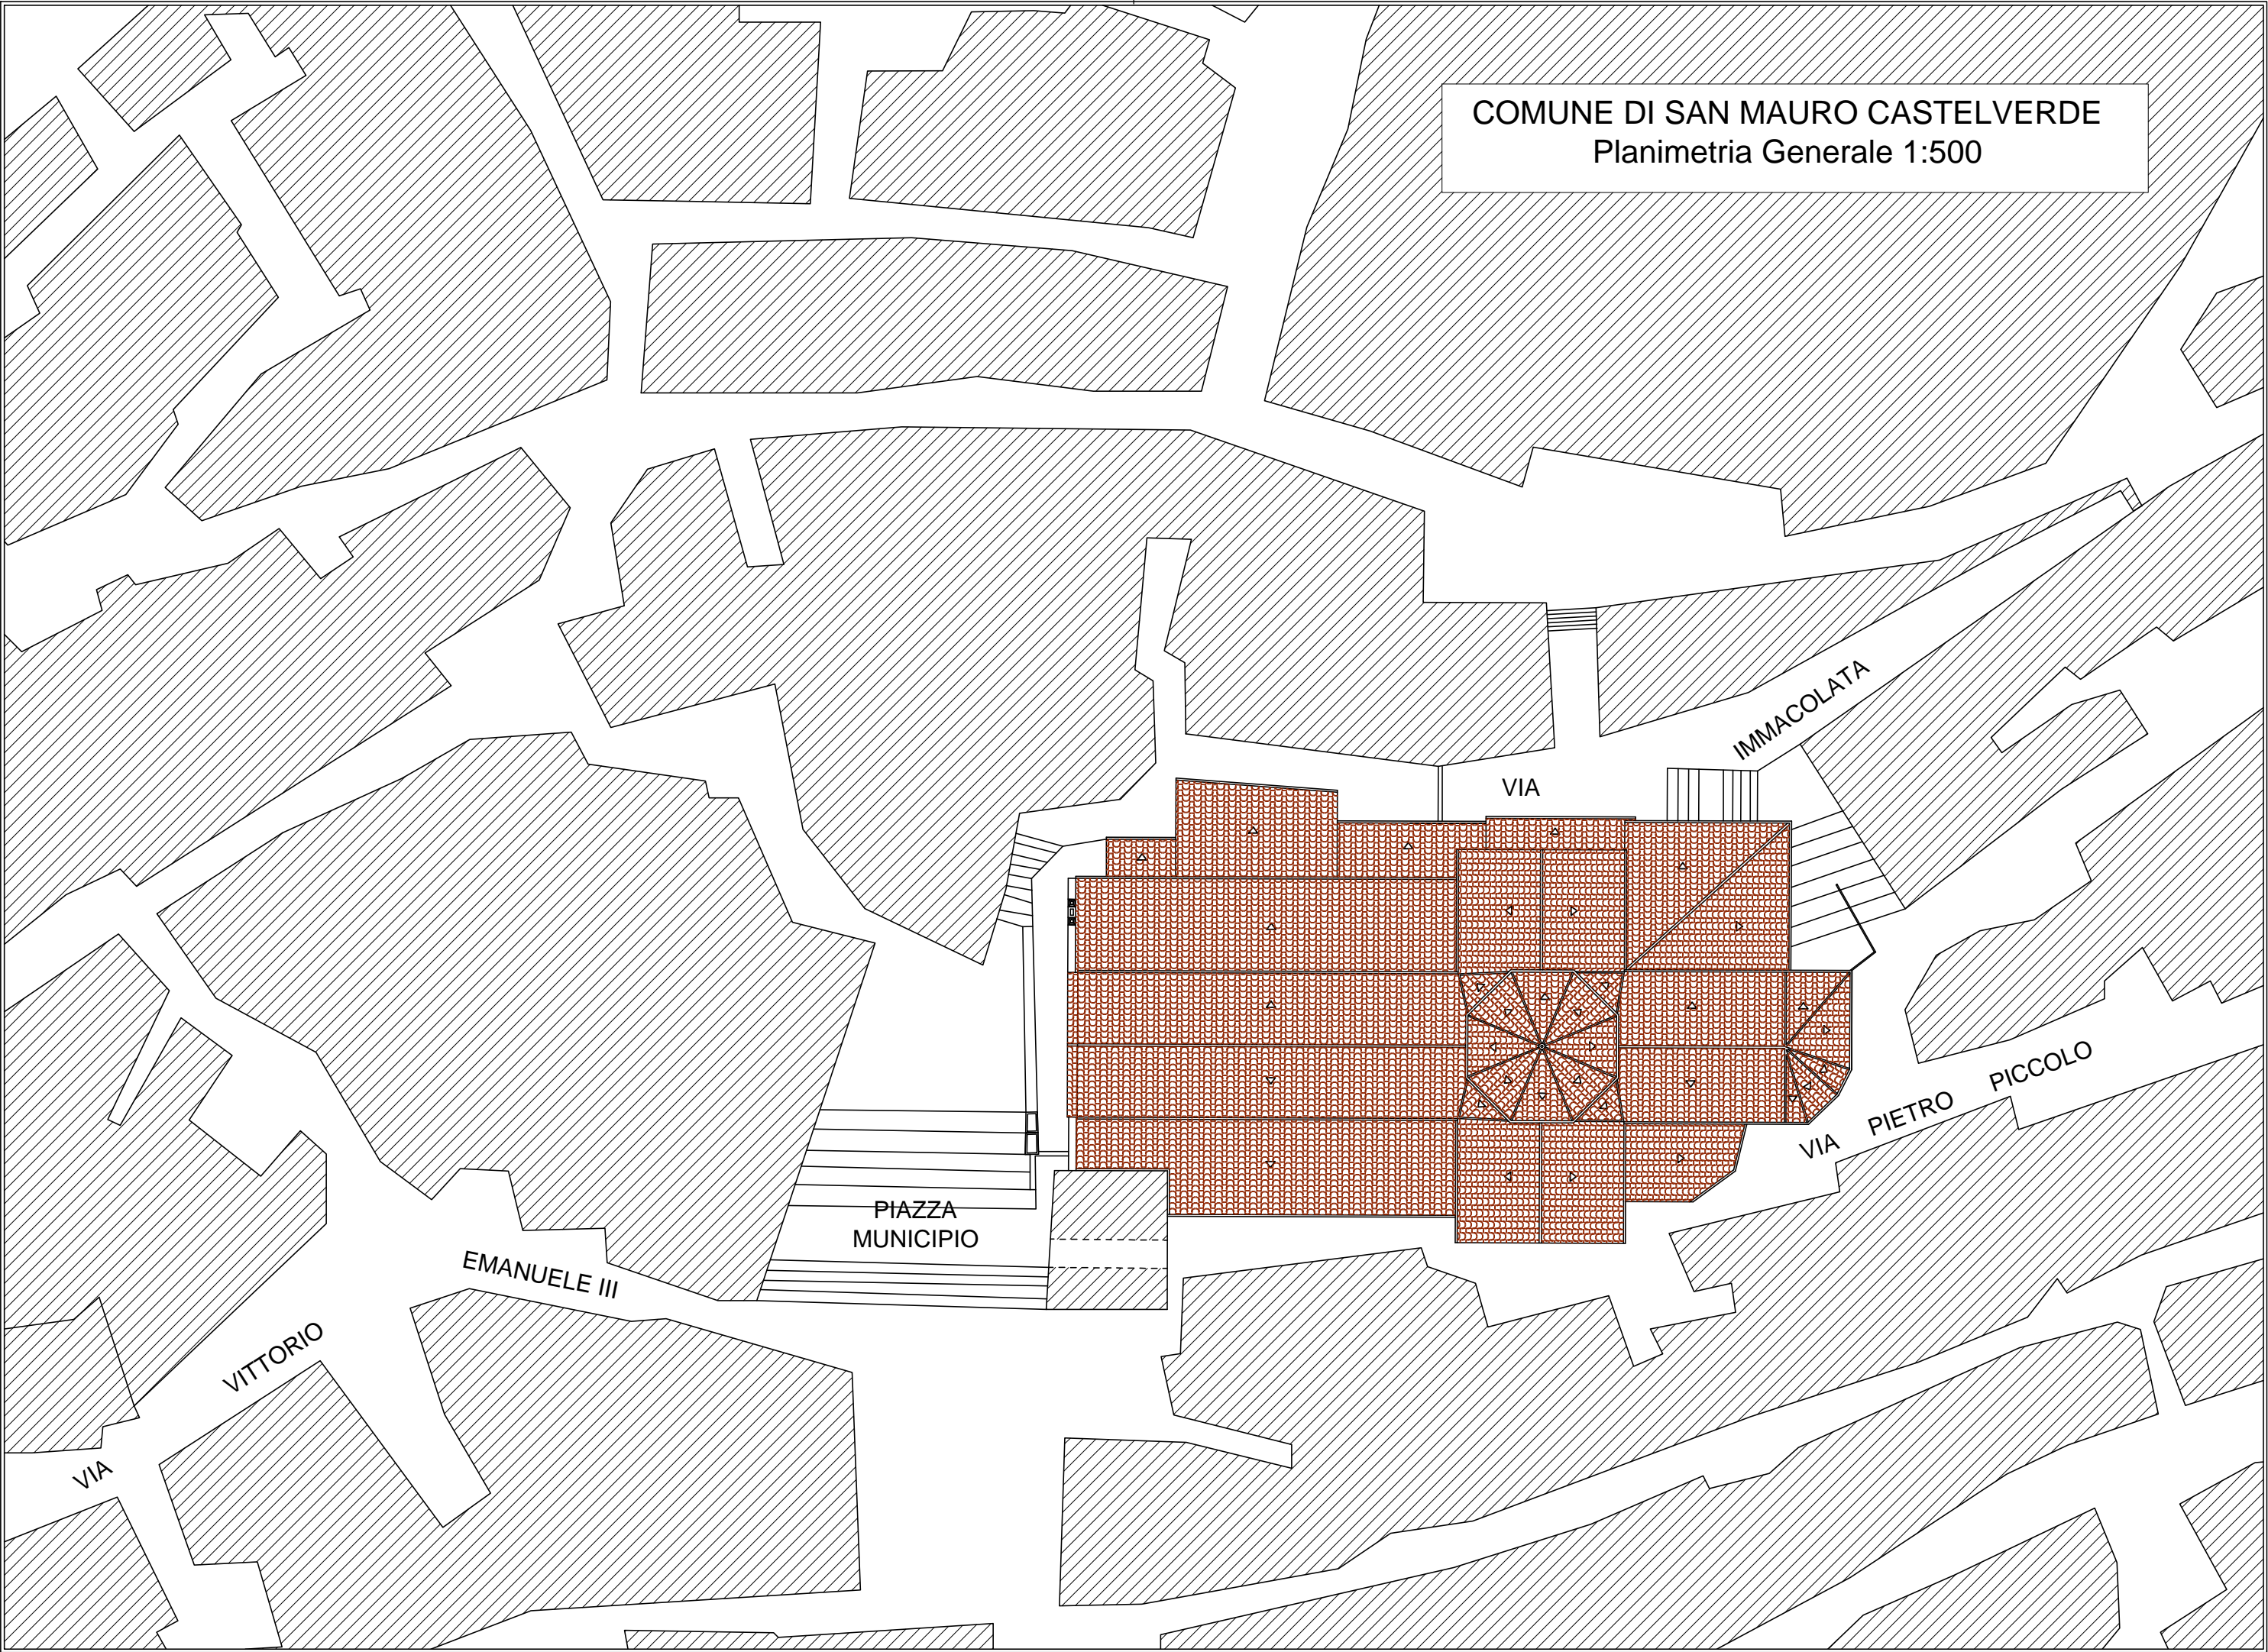 COMUNE DI SAN MAURO CASTELVERDE
Planimetria Generale 1:500
VIA IMMACOLATA
VIA PIETRO PICCOLO
PIAZZA
MUNICIPIO
VIA VITTORIO EMANUELE III